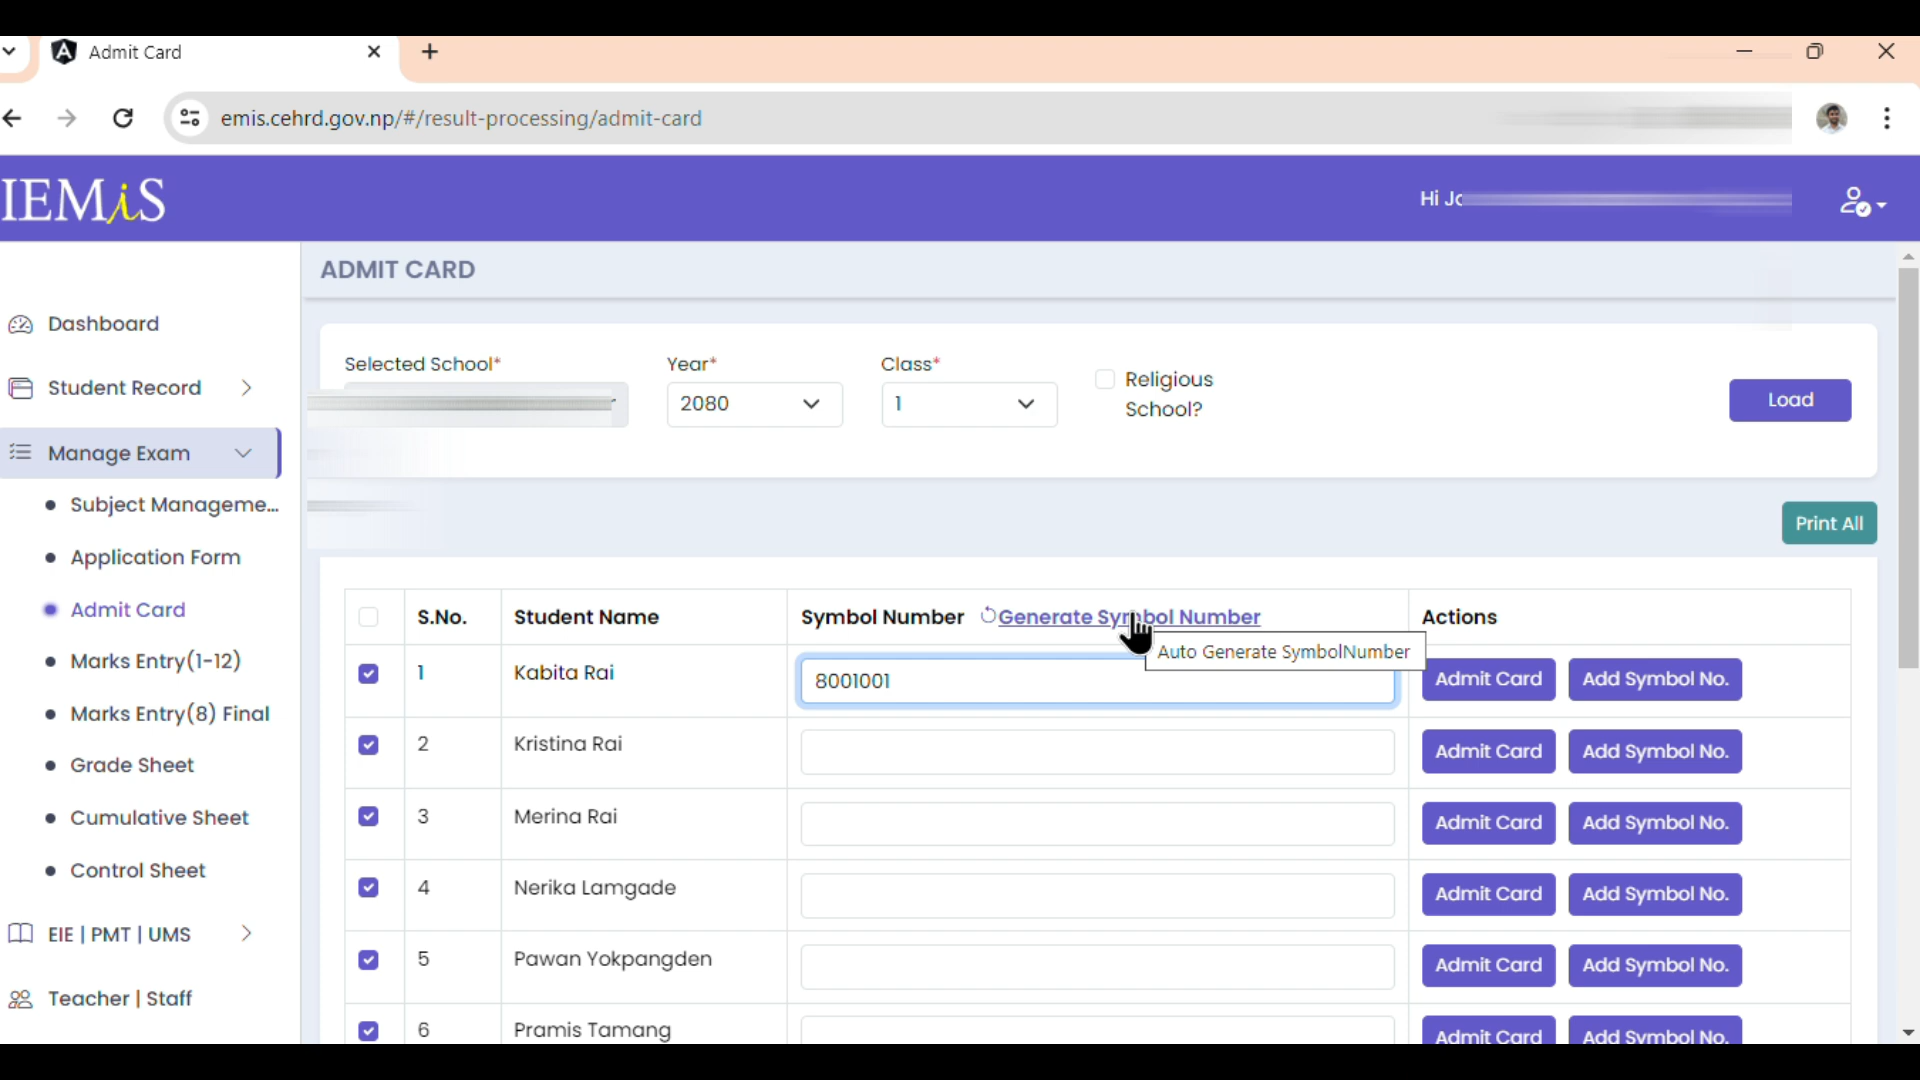 Admit Card
emis.cehrd.gov.np/#/result-processing/admit-card
IEMiS
Hi Jo
ADMIT CARD
Dashboard
Student Record
Manage Exam
Subject Manageme...
Application Form
Admit Card
Marks Entry(1-12)
Marks Entry(8) Final
Grade Sheet
Cumulative Sheet
Control Sheet
EIE | PMT | UMS
Teacher | Staff
Selected School* Year* Class*
2080 1 Religious School? Load
Print All
S.No. Student Name Symbol Number Generate Symbol Number Actions
Auto Generate SymbolNumber
1 Kabita Rai 8001001 Admit Card Add Symbol No.
2 Kristina Rai Admit Card Add Symbol No.
3 Merina Rai Admit Card Add Symbol No.
4 Nerika Lamgade Admit Card Add Symbol No.
5 Pawan Yokpangden Admit Card Add Symbol No.
6 Pramis Tamang Admit Card Add Symbol No.